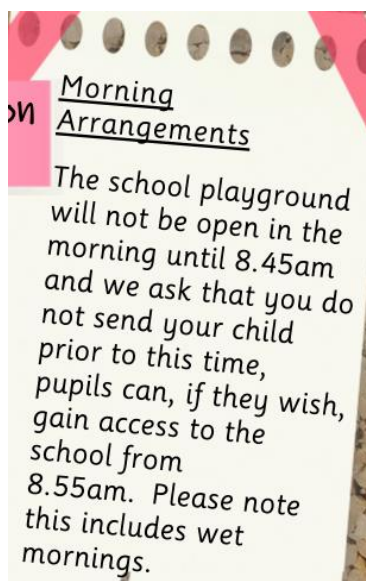 Morning
Arrangements
The school playground
will not be open in the
morning until 8.45am
and we ask that you do
not send your child
prior to this time,
pupils can, if they wish,
gain access to the
school from
8.55am.  Please note
this includes wet
mornings.